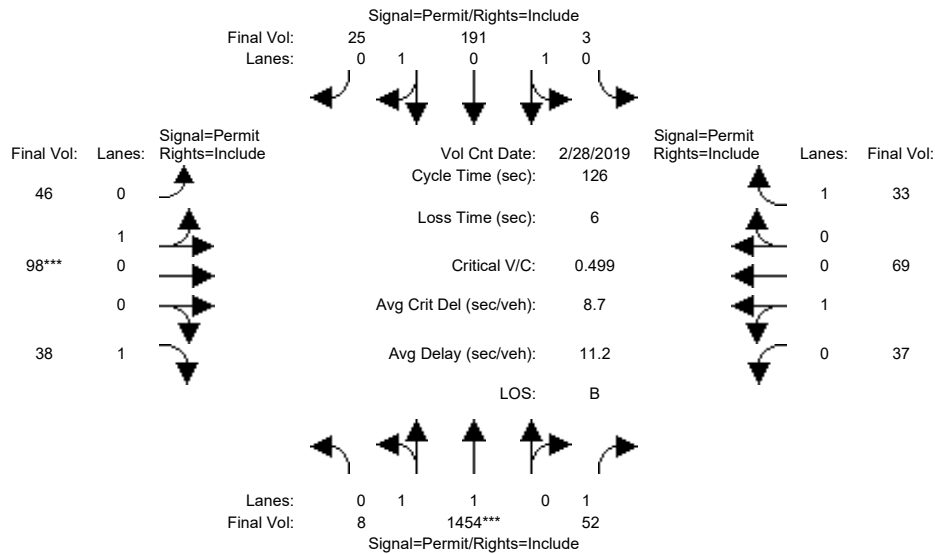 Signal=Permit/Rights=Include
Final Vol: 25 191 3
Lanes: 0 1 0 1 0
Signal=Permit
Final Vol: Lanes: Rights=Include
Vol Cnt Date: 2/28/2019
Signal=Permit
Rights=Include Lanes: Final Vol:
Cycle Time (sec): 126
46 0
1 33
Loss Time (sec): 6
1
0
98*** 0
Critical V/C: 0.499
0 69
0
Avg Crit Del (sec/veh): 8.7
1
38 1
Avg Delay (sec/veh): 11.2
0 37
LOS: B
Lanes: 0 1 1 0 1
Final Vol: 8 1454*** 52
Signal=Permit/Rights=Include